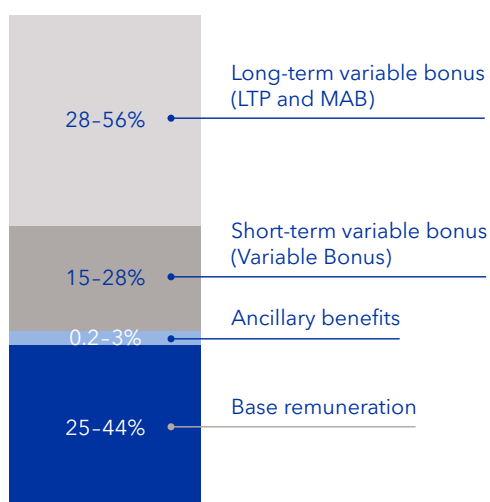 Long-term variable bonus
(LTP and MAB)
28–56%
Short-term variable bonus
(Variable Bonus)
15–28%
Ancillary benefits
0.2–3%
Base remuneration
25–44%